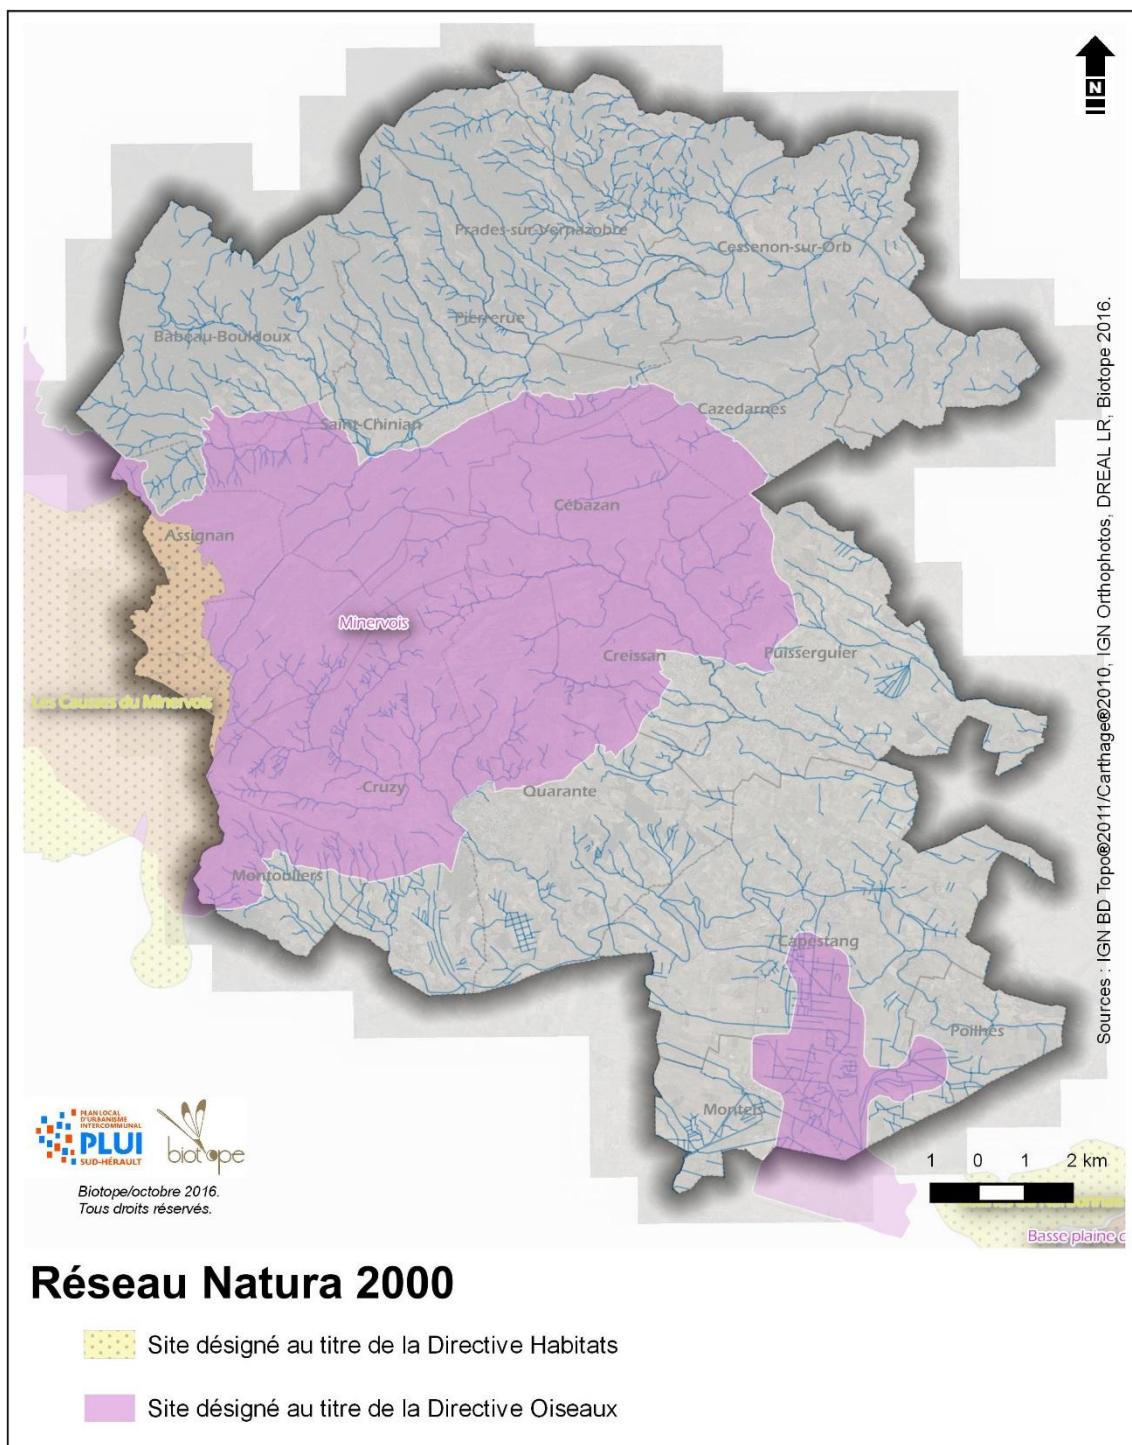 N
Prades-sur-Vernazobre
Cessenon-sur-Orb
Pierrerue
Babeau-Bouldoux
Cazedarnes
Saint-Chinian
Cébazan
Assignan
Minervois
Creissan
Puisserguier
Les Causses du Minervois
Cruzy
Quarante
Montouliers
Capestang
Poilhes
Montels
Sources : IGN BD Topo®2011/Carthage®2010, IGN Orthophotos, DREAL LR, Biotope 2016.
PLAN LOCAL
D'URBANISME
INTERCOMMUNAL
PLUI
SUD-HÉRAULT
biotope
Biotope/octobre 2016.
Tous droits réservés.
1 0 1 2 km
Basse plaine
Réseau Natura 2000
Site désigné au titre de la Directive Habitats
Site désigné au titre de la Directive Oiseaux